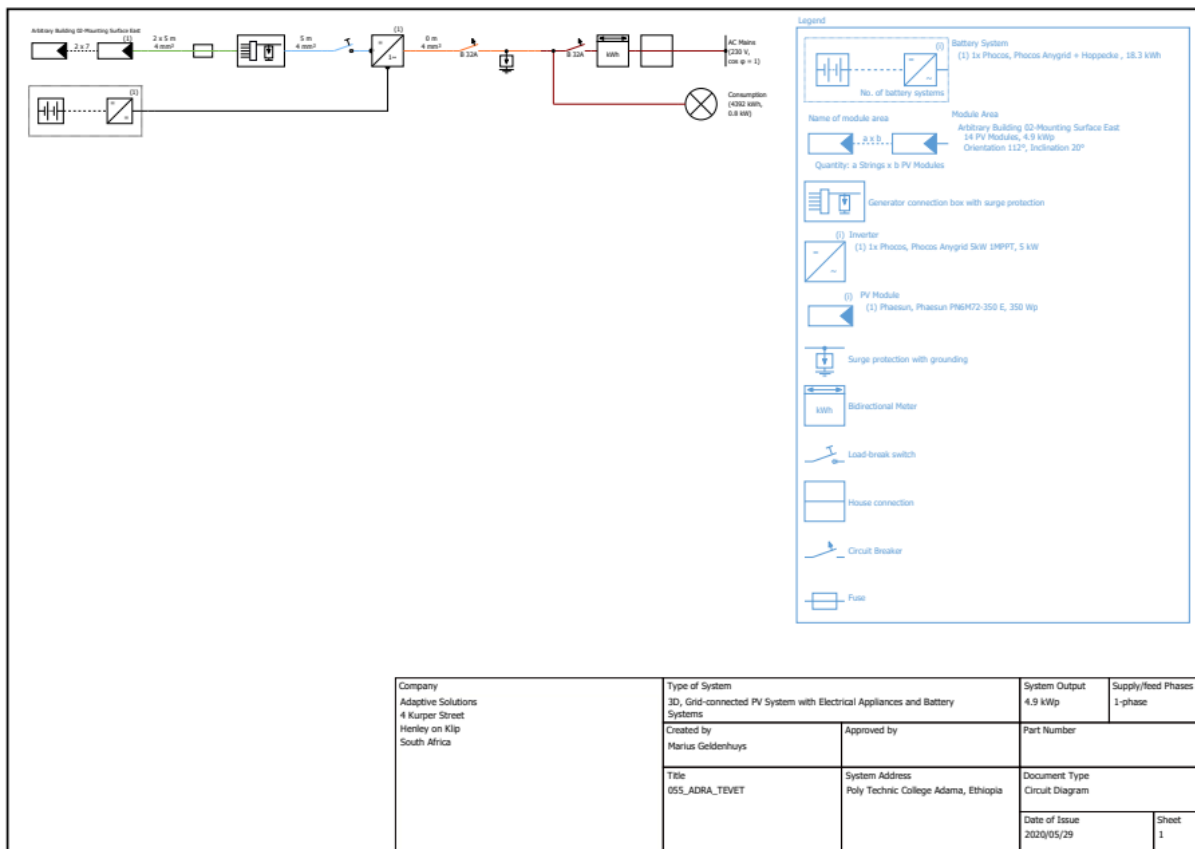 Arbitrary Building 02-Mounting Surface East
2 x 7
(1)
2 x 5 m
4 mm²
5 m
4 mm²
(1)
1~
0 m
4 mm²
B 32A
B 32A
kWh
AC Mains
(230 V,
cos φ = 1)
(1)
Consumption
(4392 kWh,
0.8 kW)
Legend
(i)
No. of battery systems
Battery System
(1) 1x Phocos, Phocos Anygrid + Hoppecke , 18.3 kWh
Name of module area
a x b
Quantity: a Strings x b PV Modules
Module Area
Arbitrary Building 02-Mounting Surface East
14 PV Modules, 4.9 kWp
Orientation 112°, Inclination 20°
Generator connection box with surge protection
(i) Inverter
(1) 1x Phocos, Phocos Anygrid 5kW 1MPPT, 5 kW
(i) PV Module
(1) Phaesun, Phaesun PN6M72-350 E, 350 Wp
Surge protection with grounding
kWh
Bidirectional Meter
Load-break switch
House connection
Circuit Breaker
Fuse
Company
Adaptive Solutions
4 Kurper Street
Henley on Klip
South Africa
Type of System
3D, Grid-connected PV System with Electrical Appliances and Battery
Systems
System Output
4.9 kWp
Supply/feed Phases
1-phase
Created by
Marius Geldenhuys
Approved by
Part Number
Title
055_ADRA_TEVET
System Address
Poly Technic College Adama, Ethiopia
Document Type
Circuit Diagram
Date of Issue
2020/05/29
Sheet
1